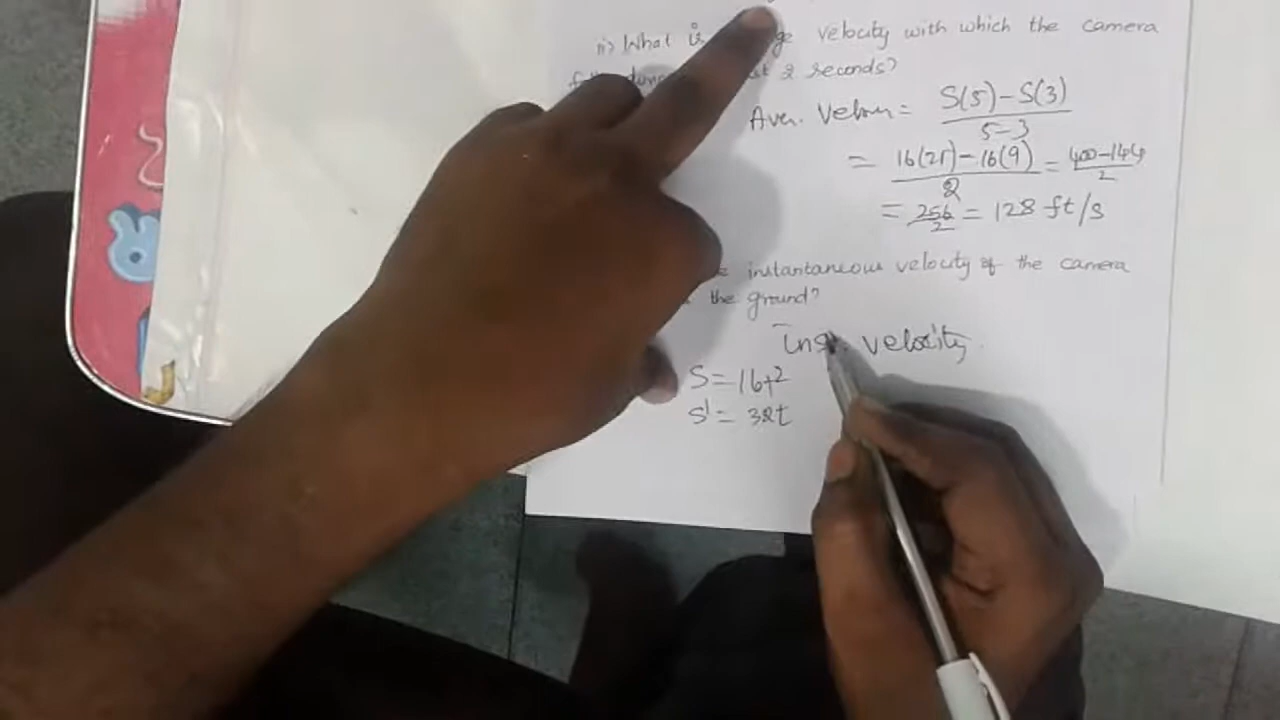 ii) What is ge velocity with which the camera
st 2 seconds?
Aver. Velocity = S(5)-S(3) / 5-3
= 16(25)-16(9) / 2 = 400-144 / 2
= 256/2 = 128 ft/s
instantaneous velocity of the camera
the ground?
Inst. velocity
S = 16t²
S' = 32t